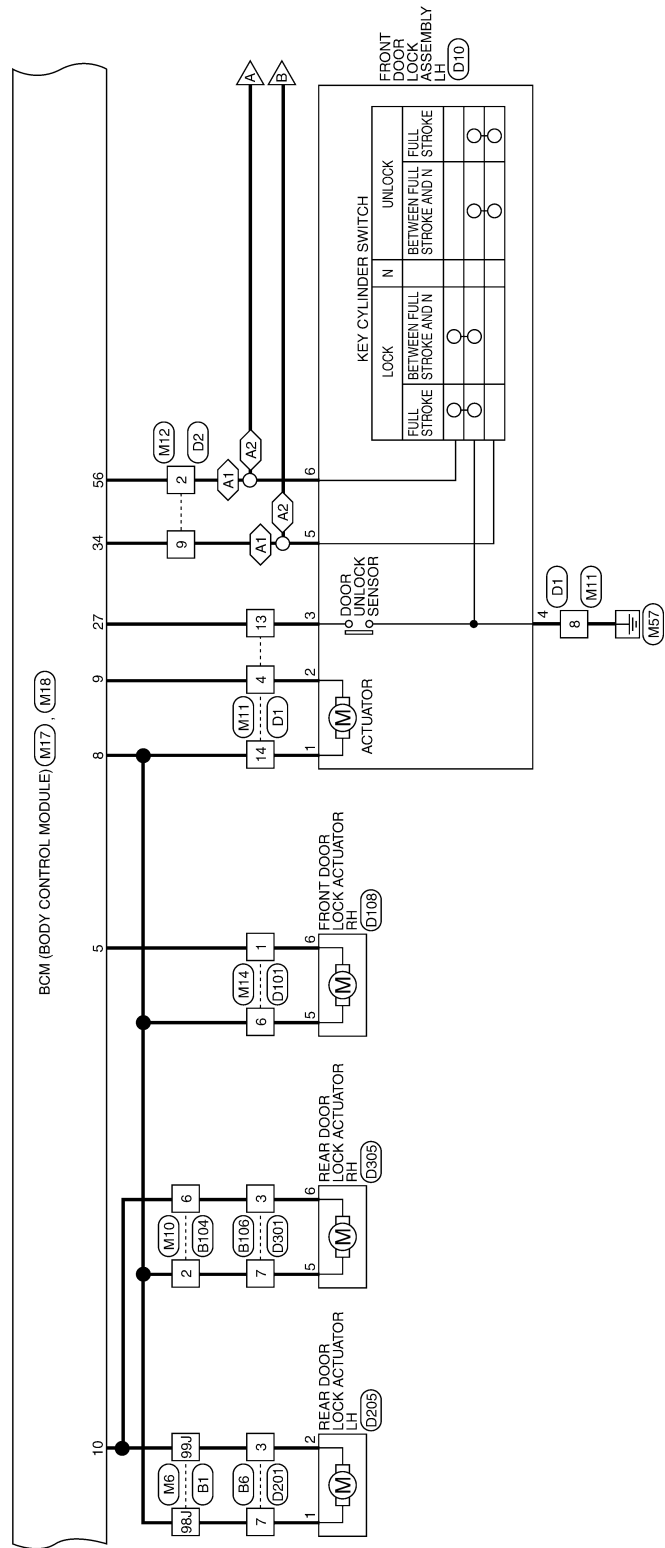 BCM (BODY CONTROL MODULE) M17 , M18
10
5
8
9
27
34
56
M6
M10
M12
98J
99J
2
6
9
2
B1
B104
D2
A1
A2
A
A1
A2
B
B6
B106
M14
M11
7
3
7
3
6
1
14
4
13
D201
D301
D101
D1
1
2
5
6
5
6
1
2
3
5
6
M
M
M
M
REAR DOOR
LOCK ACTUATOR
LH
D205
REAR DOOR
LOCK ACTUATOR
RH
D305
FRONT DOOR
LOCK ACTUATOR
RH
D108
ACTUATOR
DOOR
UNLOCK
SENSOR
KEY CYLINDER SWITCH
LOCK
N
UNLOCK
FULL
STROKE
BETWEEN FULL
STROKE AND N
BETWEEN FULL
STROKE AND N
FULL
STROKE
FRONT
DOOR
LOCK
ASSEMBLY
LH
D10
4
D1
8
M11
M57